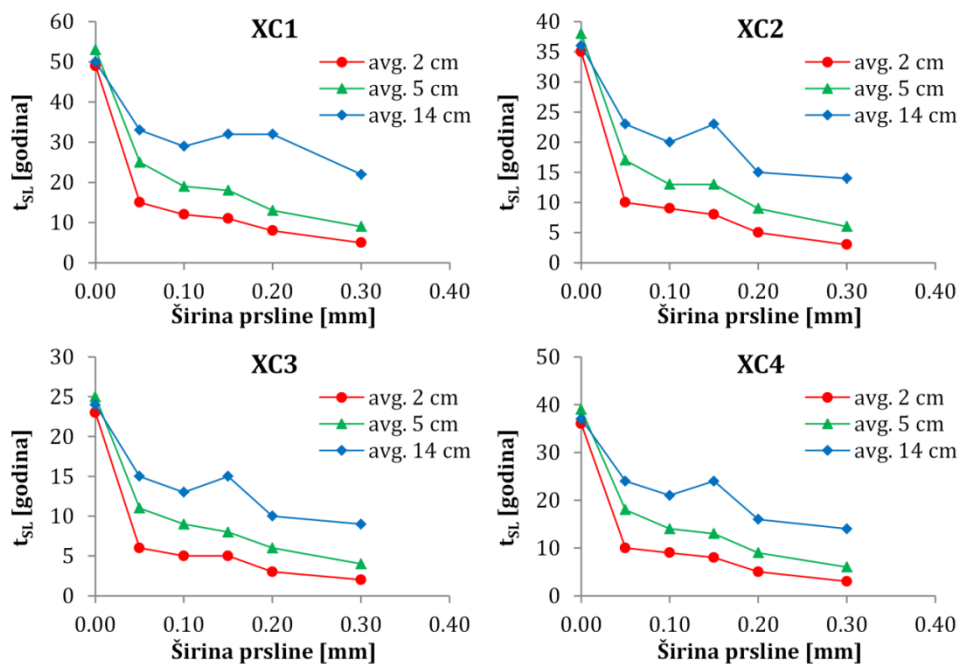 XC1
60
50
40
30
20
10
0
t_SL [godina]
avg. 2 cm
avg. 5 cm
avg. 14 cm
0.00 0.10 0.20 0.30 0.40
Širina prsline [mm]
XC2
40
35
30
25
20
15
10
5
0
t_SL [godina]
avg. 2 cm
avg. 5 cm
avg. 14 cm
0.00 0.10 0.20 0.30 0.40
Širina prsline [mm]
XC3
30
25
20
15
10
5
0
t_SL [godina]
avg. 2 cm
avg. 5 cm
avg. 14 cm
0.00 0.10 0.20 0.30 0.40
Širina prsline [mm]
XC4
50
40
30
20
10
0
t_SL [godina]
avg. 2 cm
avg. 5 cm
avg. 14 cm
0.00 0.10 0.20 0.30 0.40
Širina prsline [mm]